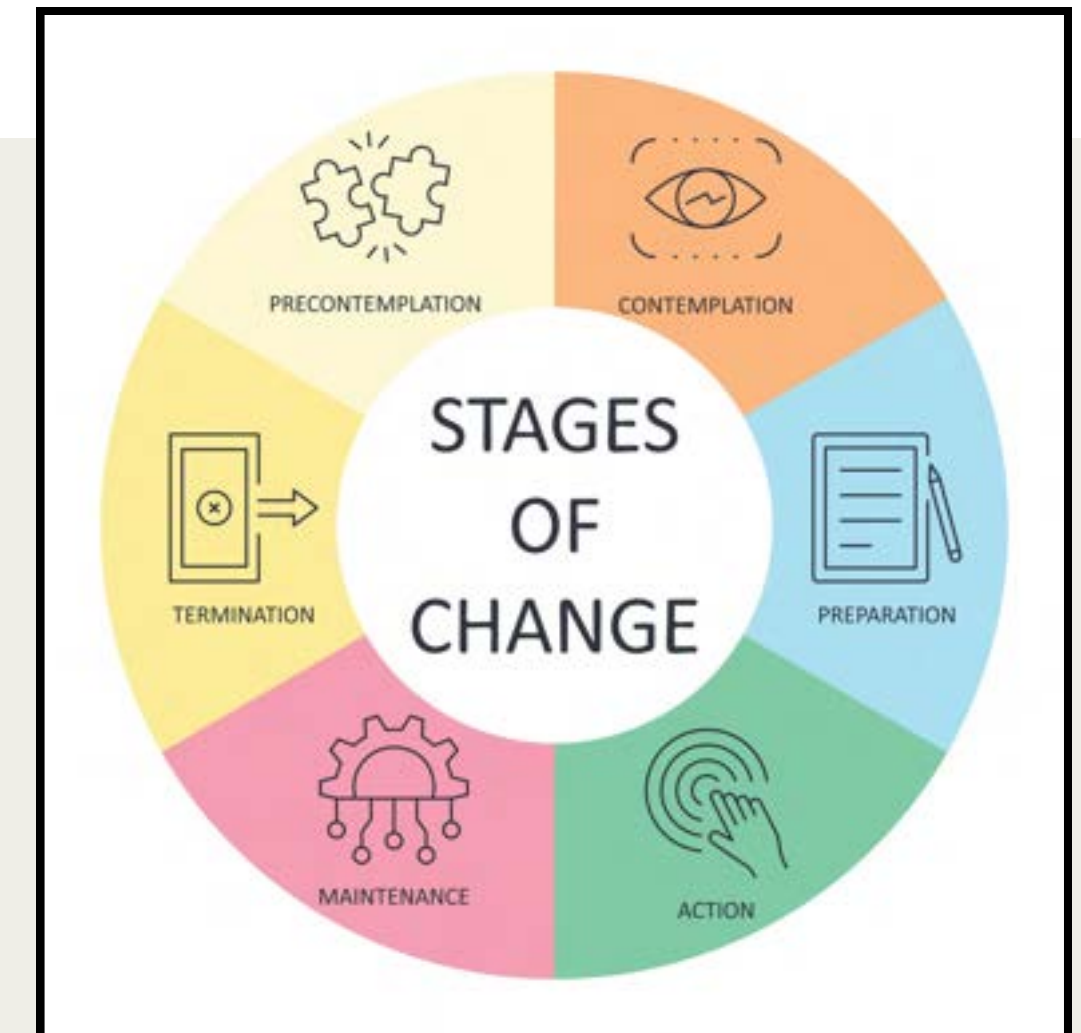 STAGES
OF
CHANGE
PRECONTEMPLATION
CONTEMPLATION
PREPARATION
ACTION
MAINTENANCE
TERMINATION